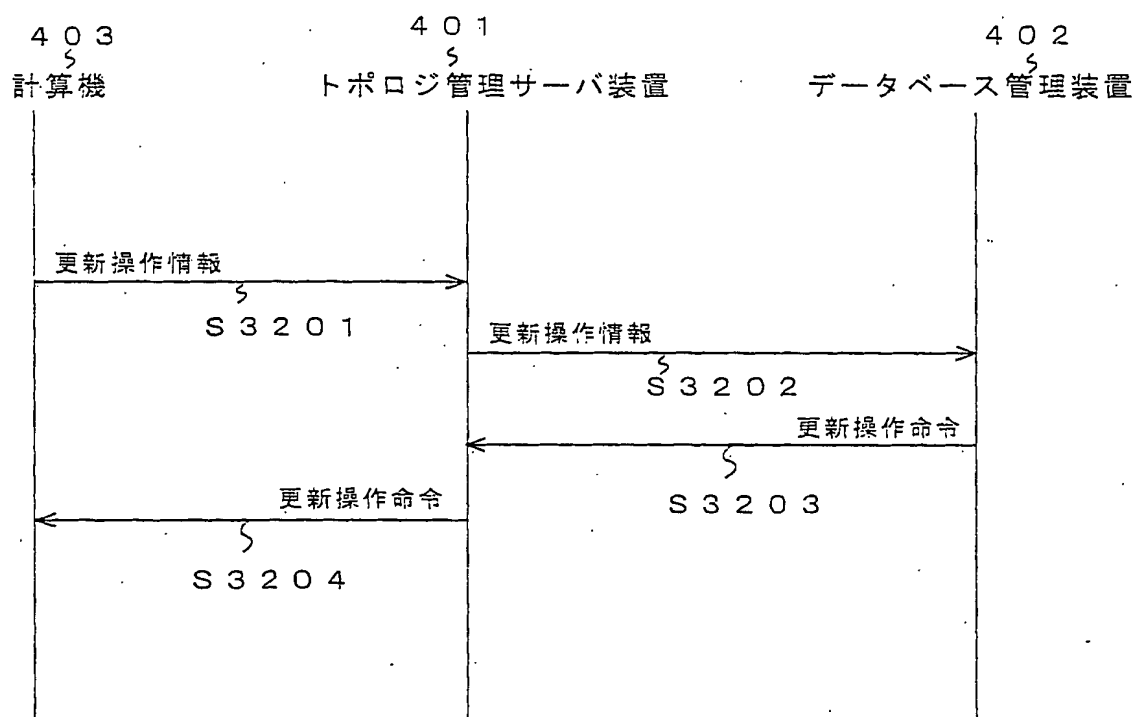 403
401
402
計算機
トポロジ管理サーバ装置
データベース管理装置
更新操作情報
S3201
更新操作情報
S3202
更新操作命令
S3203
更新操作命令
S3204